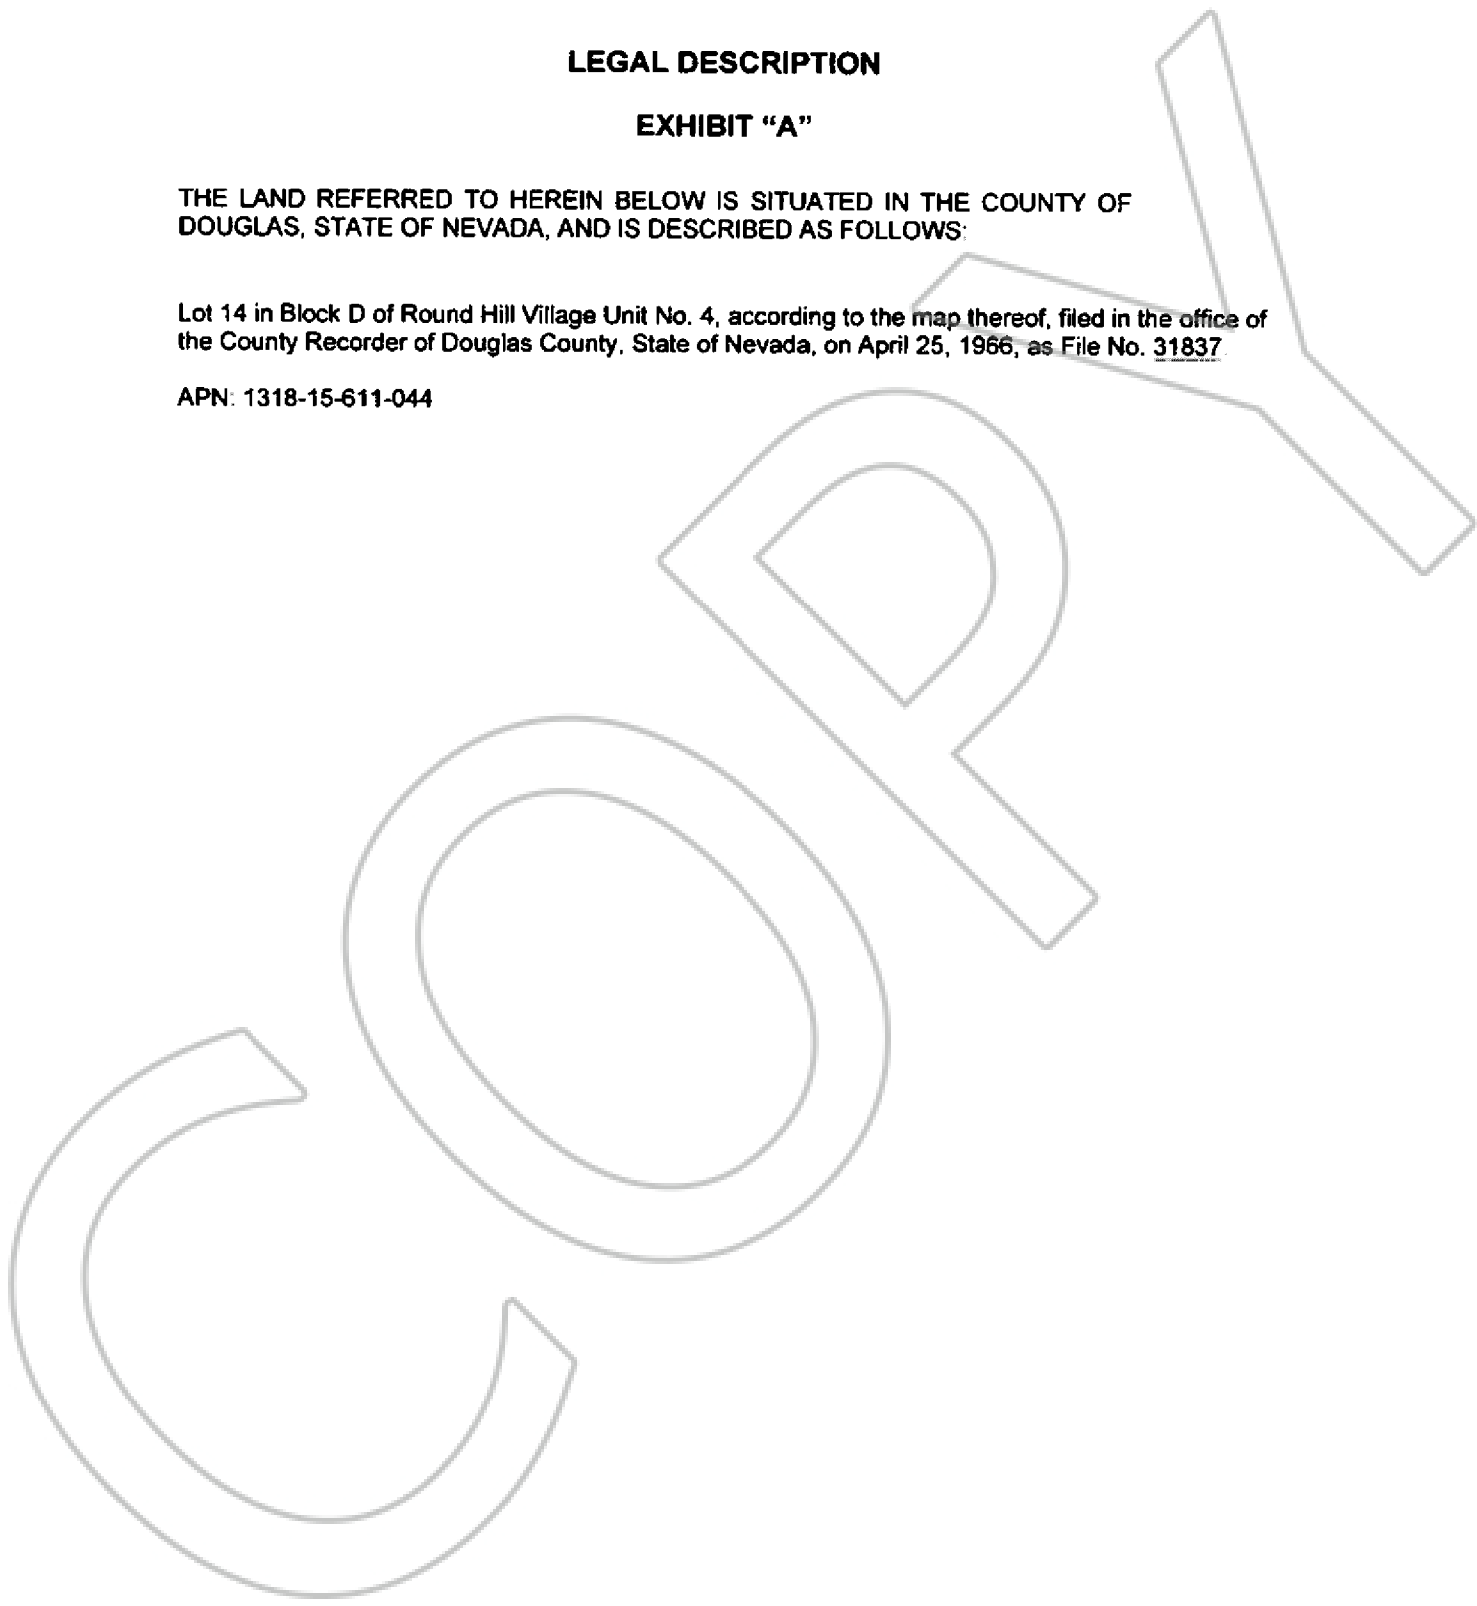 LEGAL DESCRIPTION
EXHIBIT “A”
THE LAND REFERRED TO HEREIN BELOW IS SITUATED IN THE COUNTY OF
DOUGLAS, STATE OF NEVADA, AND IS DESCRIBED AS FOLLOWS:
Lot 14 in Block D of Round Hill Village Unit No. 4, according to the map thereof, filed in the office of
the County Recorder of Douglas County, State of Nevada, on April 25, 1966, as File No. 31837
APN: 1318-15-611-044
COPY